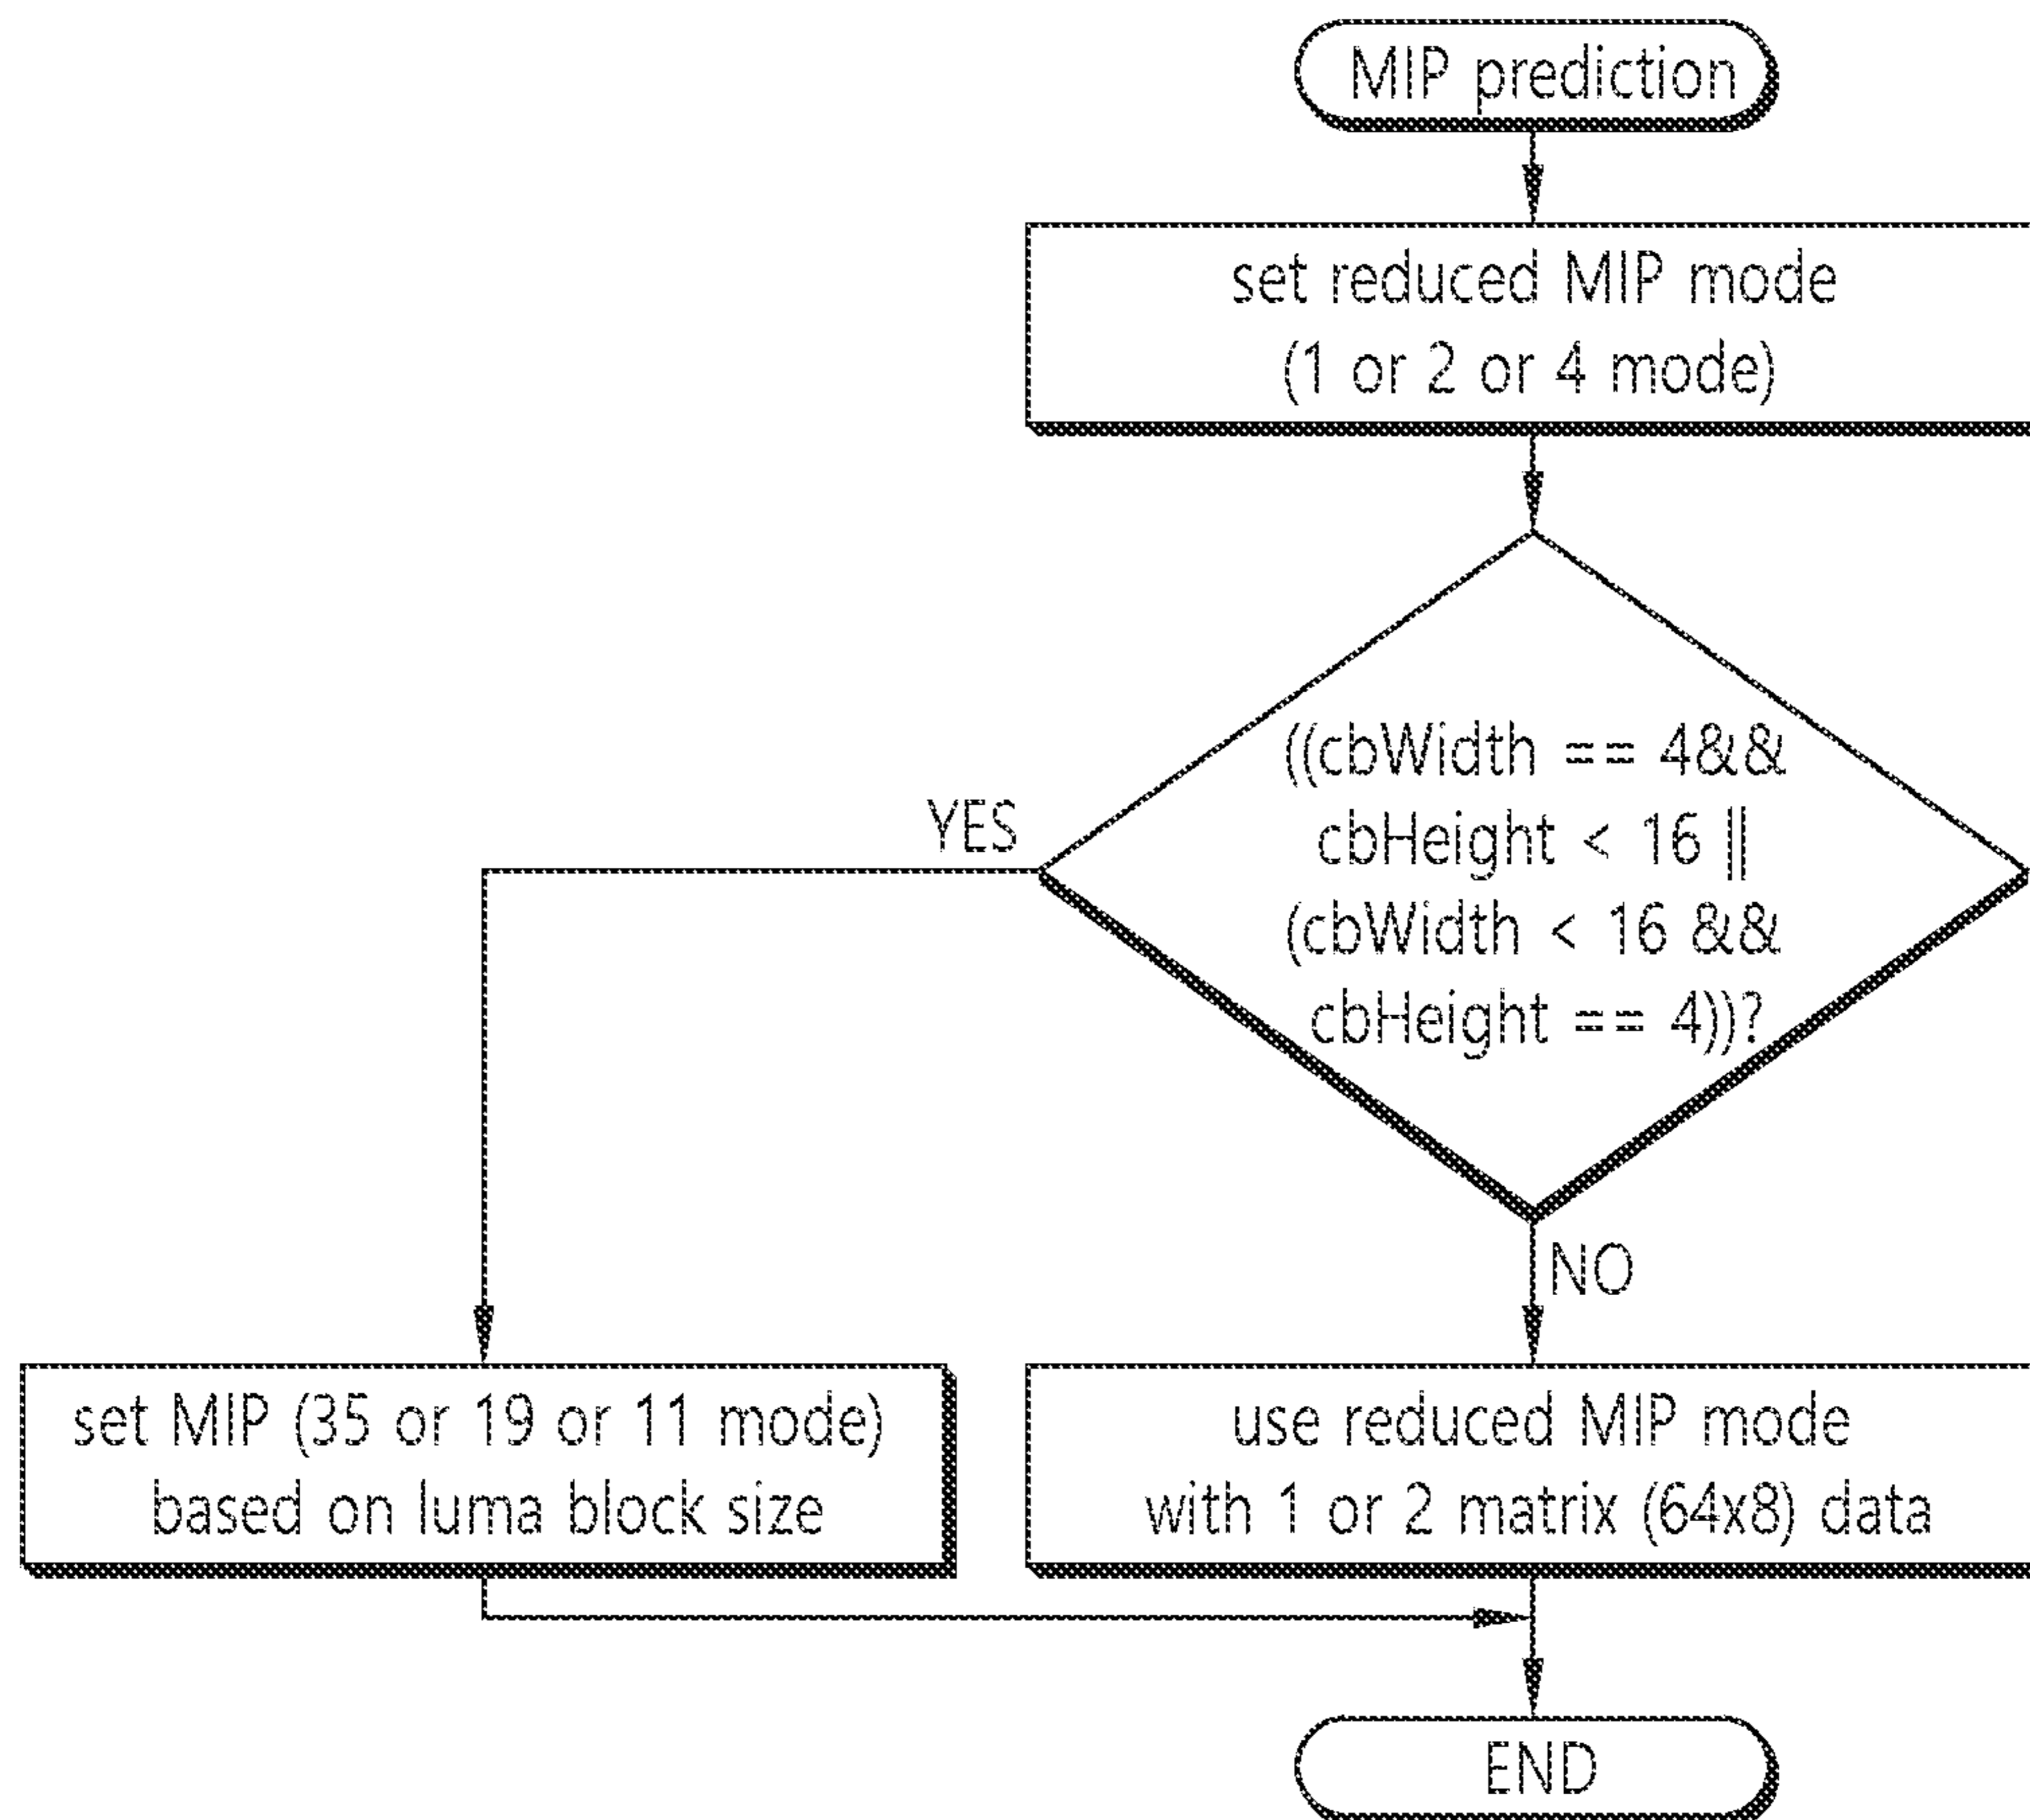 MIP prediction
set reduced MIP mode
(1 or 2 or 4 mode)
((cbWidth == 4&&
cbHeight < 16 ||
(cbWidth < 16 &&
cbHeight == 4))?
YES
NO
set MIP (35 or 19 or 11 mode)
based on luma block size
use reduced MIP mode
with 1 or 2 matrix (64x8) data
END